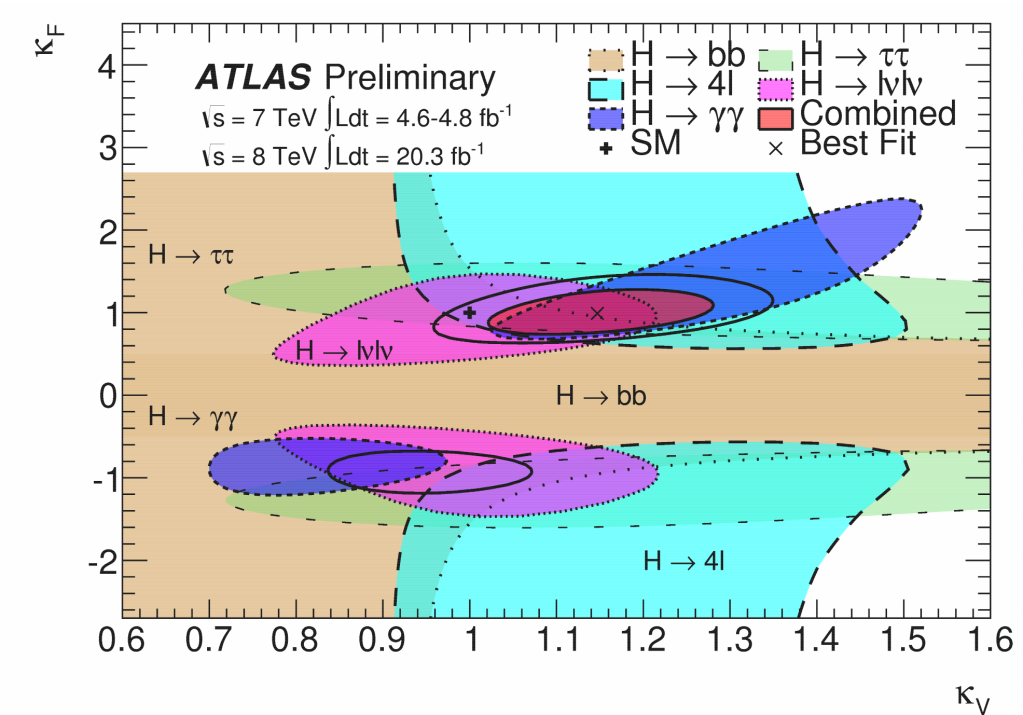 κF
4
3
2
1
0
-1
-2
ATLAS Preliminary
√s = 7 TeV ∫Ldt = 4.6-4.8 fb⁻¹
√s = 8 TeV ∫Ldt = 20.3 fb⁻¹
H → bb
H → ττ
H → 4l
H → lνlν
H → γγ
Combined
SM
Best Fit
H → ττ
H → lνlν
H → bb
H → γγ
H → 4l
0.6 0.7 0.8 0.9 1 1.1 1.2 1.3 1.4 1.5 1.6
κV